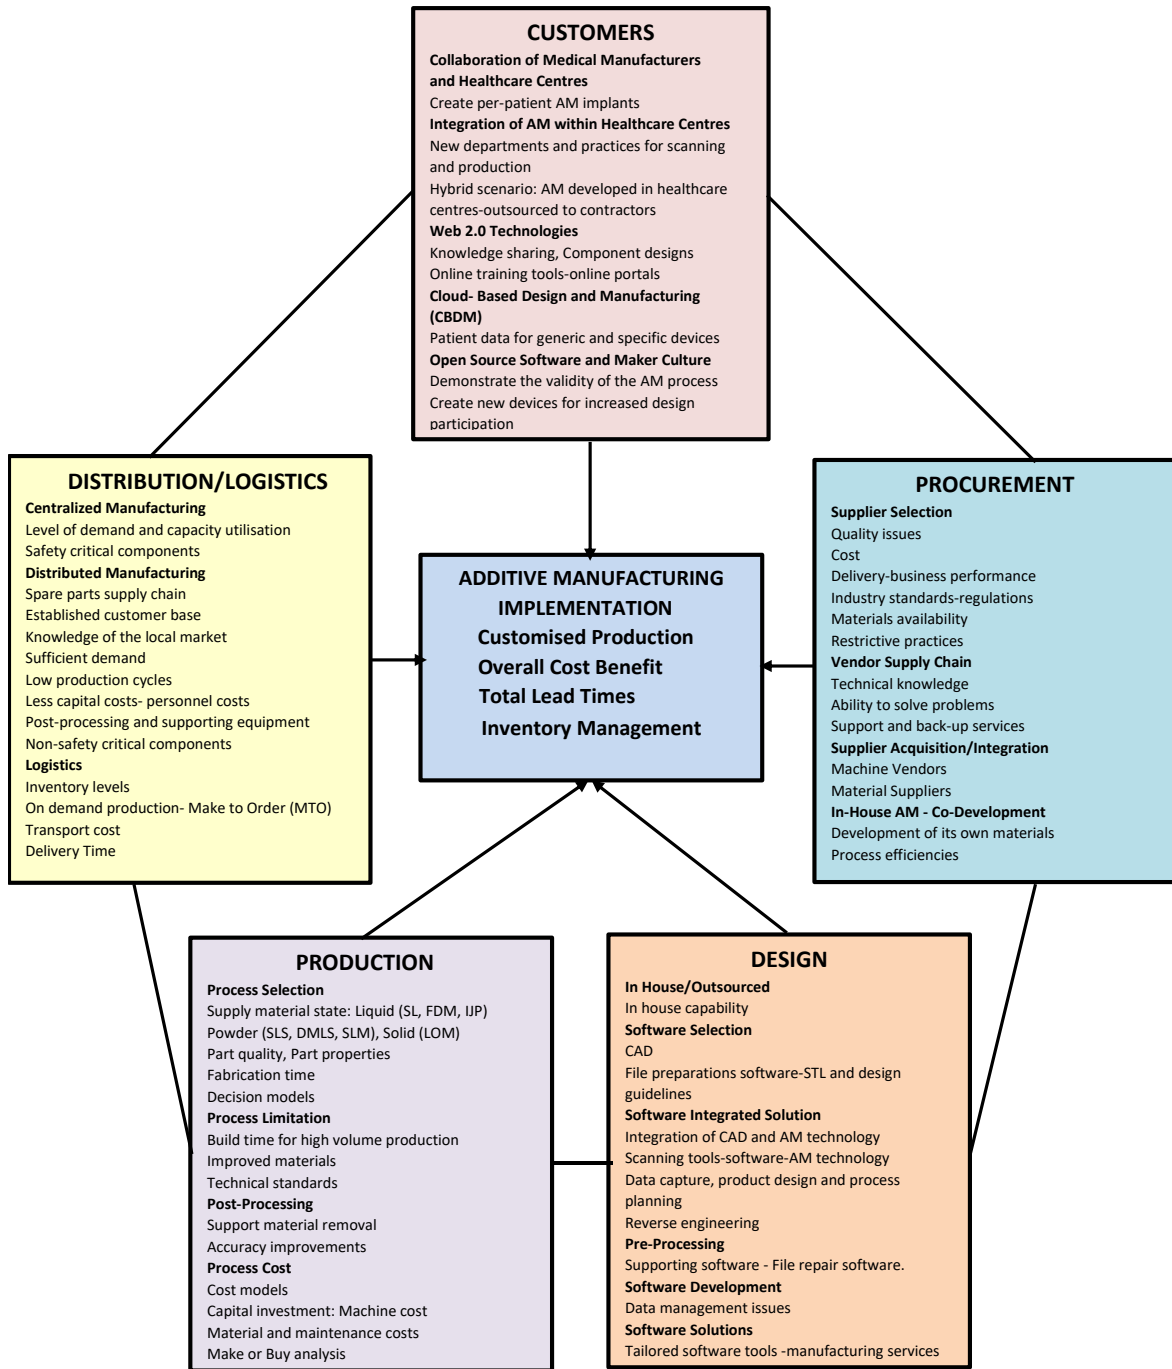 CUSTOMERS
Collaboration of Medical Manufacturers
and Healthcare Centres
Create per-patient AM implants
Integration of AM within Healthcare Centres
New departments and practices for scanning
and production
Hybrid scenario: AM developed in healthcare
centres-outsourced to contractors
Web 2.0 Technologies
Knowledge sharing, Component designs
Online training tools-online portals
Cloud- Based Design and Manufacturing
(CBDM)
Patient data for generic and specific devices
Open Source Software and Maker Culture
Demonstrate the validity of the AM process
Create new devices for increased design
participation
DISTRIBUTION/LOGISTICS
Centralized Manufacturing
Level of demand and capacity utilisation
Safety critical components
Distributed Manufacturing
Spare parts supply chain
Established customer base
Knowledge of the local market
Sufficient demand
Low production cycles
Less capital costs- personnel costs
Post-processing and supporting equipment
Non-safety critical components
Logistics
Inventory levels
On demand production- Make to Order (MTO)
Transport cost
Delivery Time
ADDITIVE MANUFACTURING
IMPLEMENTATION
Customised Production
Overall Cost Benefit
Total Lead Times
Inventory Management
PROCUREMENT
Supplier Selection
Quality issues
Cost
Delivery-business performance
Industry standards-regulations
Materials availability
Restrictive practices
Vendor Supply Chain
Technical knowledge
Ability to solve problems
Support and back-up services
Supplier Acquisition/Integration
Machine Vendors
Material Suppliers
In-House AM - Co-Development
Development of its own materials
Process efficiencies
PRODUCTION
Process Selection
Supply material state: Liquid (SL, FDM, IJP)
Powder (SLS, DMLS, SLM), Solid (LOM)
Part quality, Part properties
Fabrication time
Decision models
Process Limitation
Build time for high volume production
Improved materials
Technical standards
Post-Processing
Support material removal
Accuracy improvements
Process Cost
Cost models
Capital investment: Machine cost
Material and maintenance costs
Make or Buy analysis
DESIGN
In House/Outsourced
In house capability
Software Selection
CAD
File preparations software-STL and design
guidelines
Software Integrated Solution
Integration of CAD and AM technology
Scanning tools-software-AM technology
Data capture, product design and process
planning
Reverse engineering
Pre-Processing
Supporting software - File repair software.
Software Development
Data management issues
Software Solutions
Tailored software tools -manufacturing services